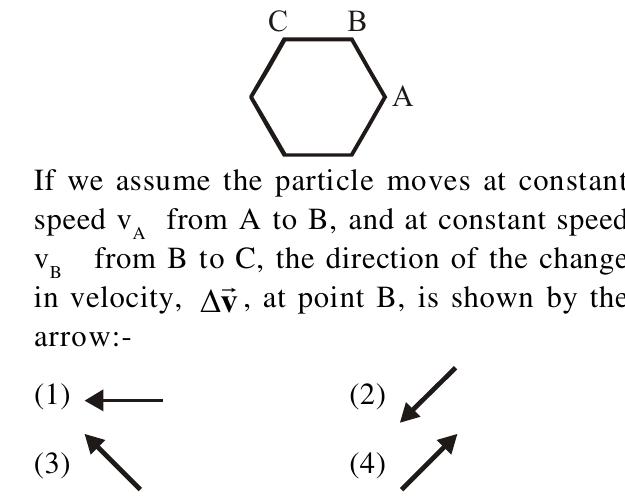 C B
A
If we assume the particle moves at constant
speed v_A from A to B, and at constant speed
v_B from B to C, the direction of the change
in velocity, Δv⃗, at point B, is shown by the
arrow:-
(1) (2)
(3) (4)